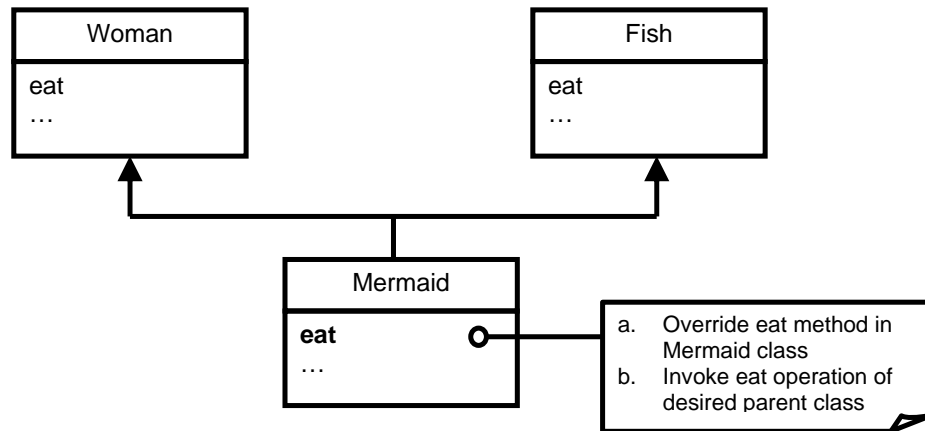 Woman
eat
…
Fish
eat
…
Mermaid
eat
…
a. Override eat method in
Mermaid class
b. Invoke eat operation of
desired parent class